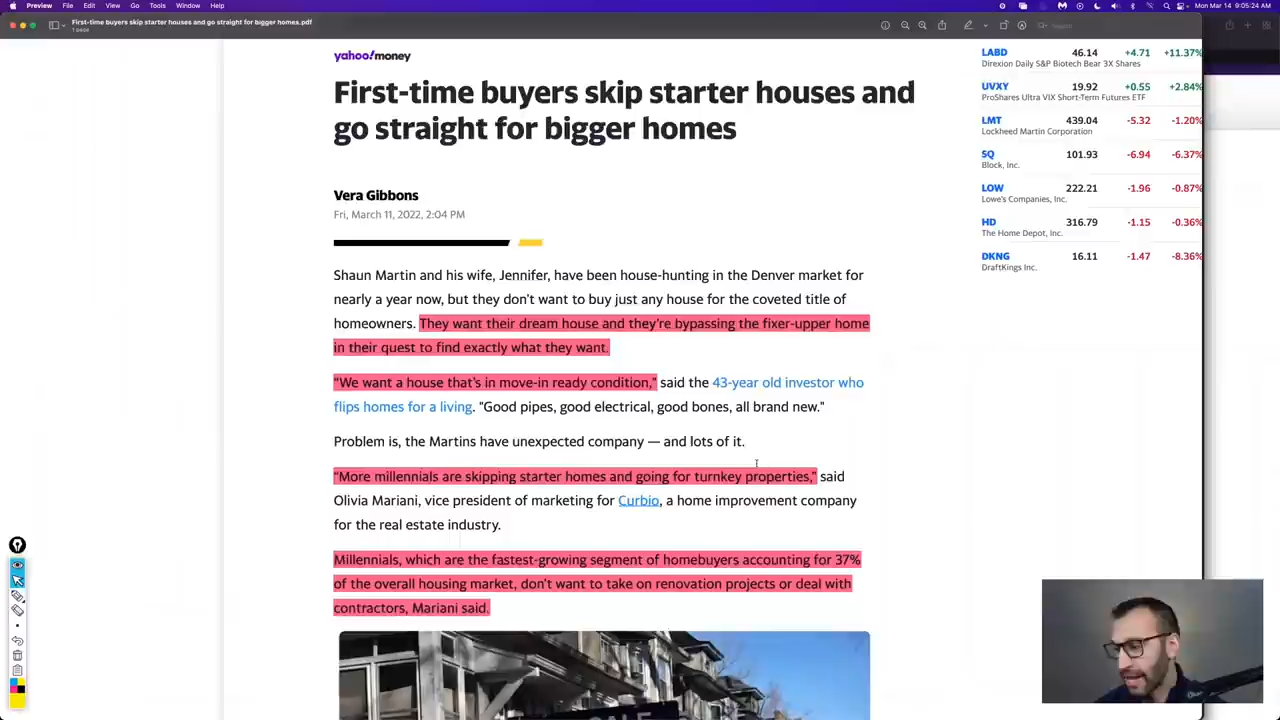 Preview File Edit View Go Tools Window Help
Mon Mar 14 9:05:24 AM
First-time buyers skip starter houses and go straight for bigger homes.pdf
yahoo!money
First-time buyers skip starter houses and
go straight for bigger homes
Vera Gibbons
Fri, March 11, 2022, 2:04 PM
Shaun Martin and his wife, Jennifer, have been house-hunting in the Denver market for
nearly a year now, but they don't want to buy just any house for the coveted title of
homeowners. They want their dream house and they're bypassing the fixer-upper home
in their quest to find exactly what they want.
"We want a house that's in move-in ready condition," said the 43-year old investor who
flips homes for a living. "Good pipes, good electrical, good bones, all brand new."
Problem is, the Martins have unexpected company — and lots of it.
"More millennials are skipping starter homes and going for turnkey properties," said
Olivia Mariani, vice president of marketing for Curbio, a home improvement company
for the real estate industry.
Millennials, which are the fastest-growing segment of homebuyers accounting for 37%
of the overall housing market, don't want to take on renovation projects or deal with
contractors, Mariani said.
LABD 46.14 +4.71 +11.37%
Direxion Daily S&P Biotech Bear 3X Shares
UVXY 19.92 +0.55 +2.84%
ProShares Ultra VIX Short-Term Futures ETF
LMT 439.04 -5.32 -1.20%
Lockheed Martin Corporation
SQ 101.93 -6.94 -6.37%
Block, Inc.
LOW 222.21 -1.96 -0.87%
Lowe's Companies, Inc.
HD 316.79 -1.15 -0.36%
The Home Depot, Inc.
DKNG 16.11 -1.47 -8.36%
DraftKings Inc.